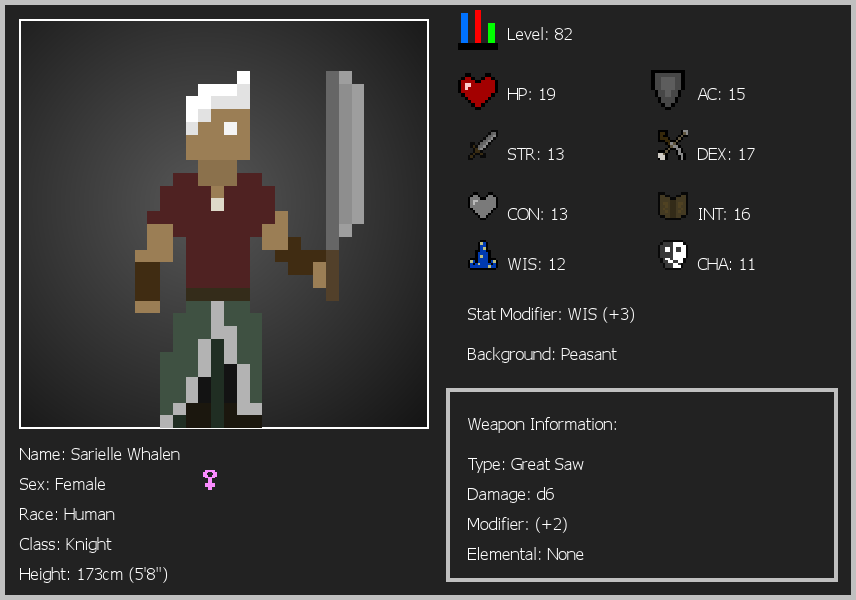 Level: 82
HP: 19
AC: 15
STR: 13
DEX: 17
CON: 13
INT: 16
WIS: 12
CHA: 11
Stat Modifier: WIS (+3)
Background: Peasant
Weapon Information:
Type: Great Saw
Damage: d6
Modifier: (+2)
Elemental: None
Name: Sarielle Whalen
Sex: Female
Race: Human
Class: Knight
Height: 173cm (5'8")